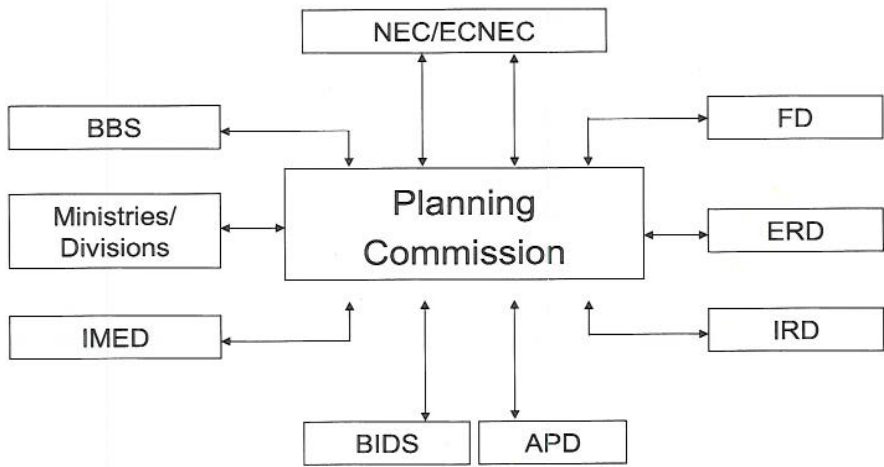 NEC/ECNEC
BBS
FD
Planning
Commission
Ministries/
Divisions
ERD
IMED
IRD
BIDS
APD